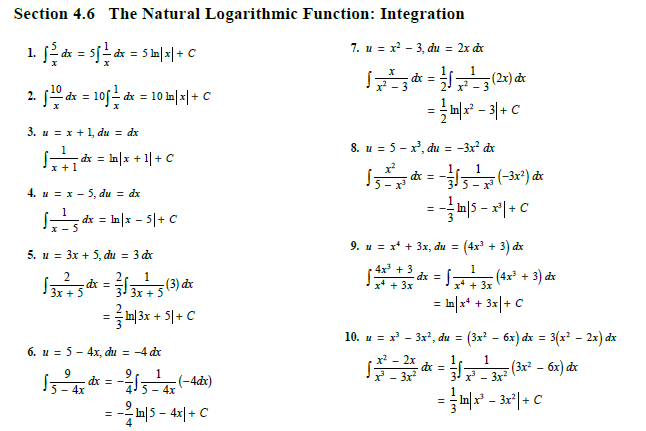 Section 4.6 The Natural Logarithmic Function: Integration
1. ∫ 5/x dx = 5∫ 1/x dx = 5 ln|x| + C
2. ∫ 10/x dx = 10∫ 1/x dx = 10 ln|x| + C
3. u = x + 1, du = dx
∫ 1/(x + 1) dx = ln|x + 1| + C
4. u = x − 5, du = dx
∫ 1/(x − 5) dx = ln|x − 5| + C
5. u = 3x + 5, du = 3 dx
∫ 2/(3x + 5) dx = 2/3 ∫ 1/(3x + 5) (3) dx
= 2/3 ln|3x + 5| + C
6. u = 5 − 4x, du = −4 dx
∫ 9/(5 − 4x) dx = −9/4 ∫ 1/(5 − 4x) (−4dx)
= −9/4 ln|5 − 4x| + C
7. u = x² − 3, du = 2x dx
∫ x/(x² − 3) dx = 1/2 ∫ 1/(x² − 3) (2x) dx
= 1/2 ln|x² − 3| + C
8. u = 5 − x³, du = −3x² dx
∫ x²/(5 − x³) dx = −1/3 ∫ 1/(5 − x³) (−3x²) dx
= −1/3 ln|5 − x³| + C
9. u = x⁴ + 3x, du = (4x³ + 3) dx
∫ (4x³ + 3)/(x⁴ + 3x) dx = ∫ 1/(x⁴ + 3x) (4x³ + 3) dx
= ln|x⁴ + 3x| + C
10. u = x³ − 3x², du = (3x² − 6x) dx = 3(x² − 2x) dx
∫ (x² − 2x)/(x³ − 3x²) dx = 1/3 ∫ 1/(x³ − 3x²) (3x² − 6x) dx
= 1/3 ln|x³ − 3x²| + C